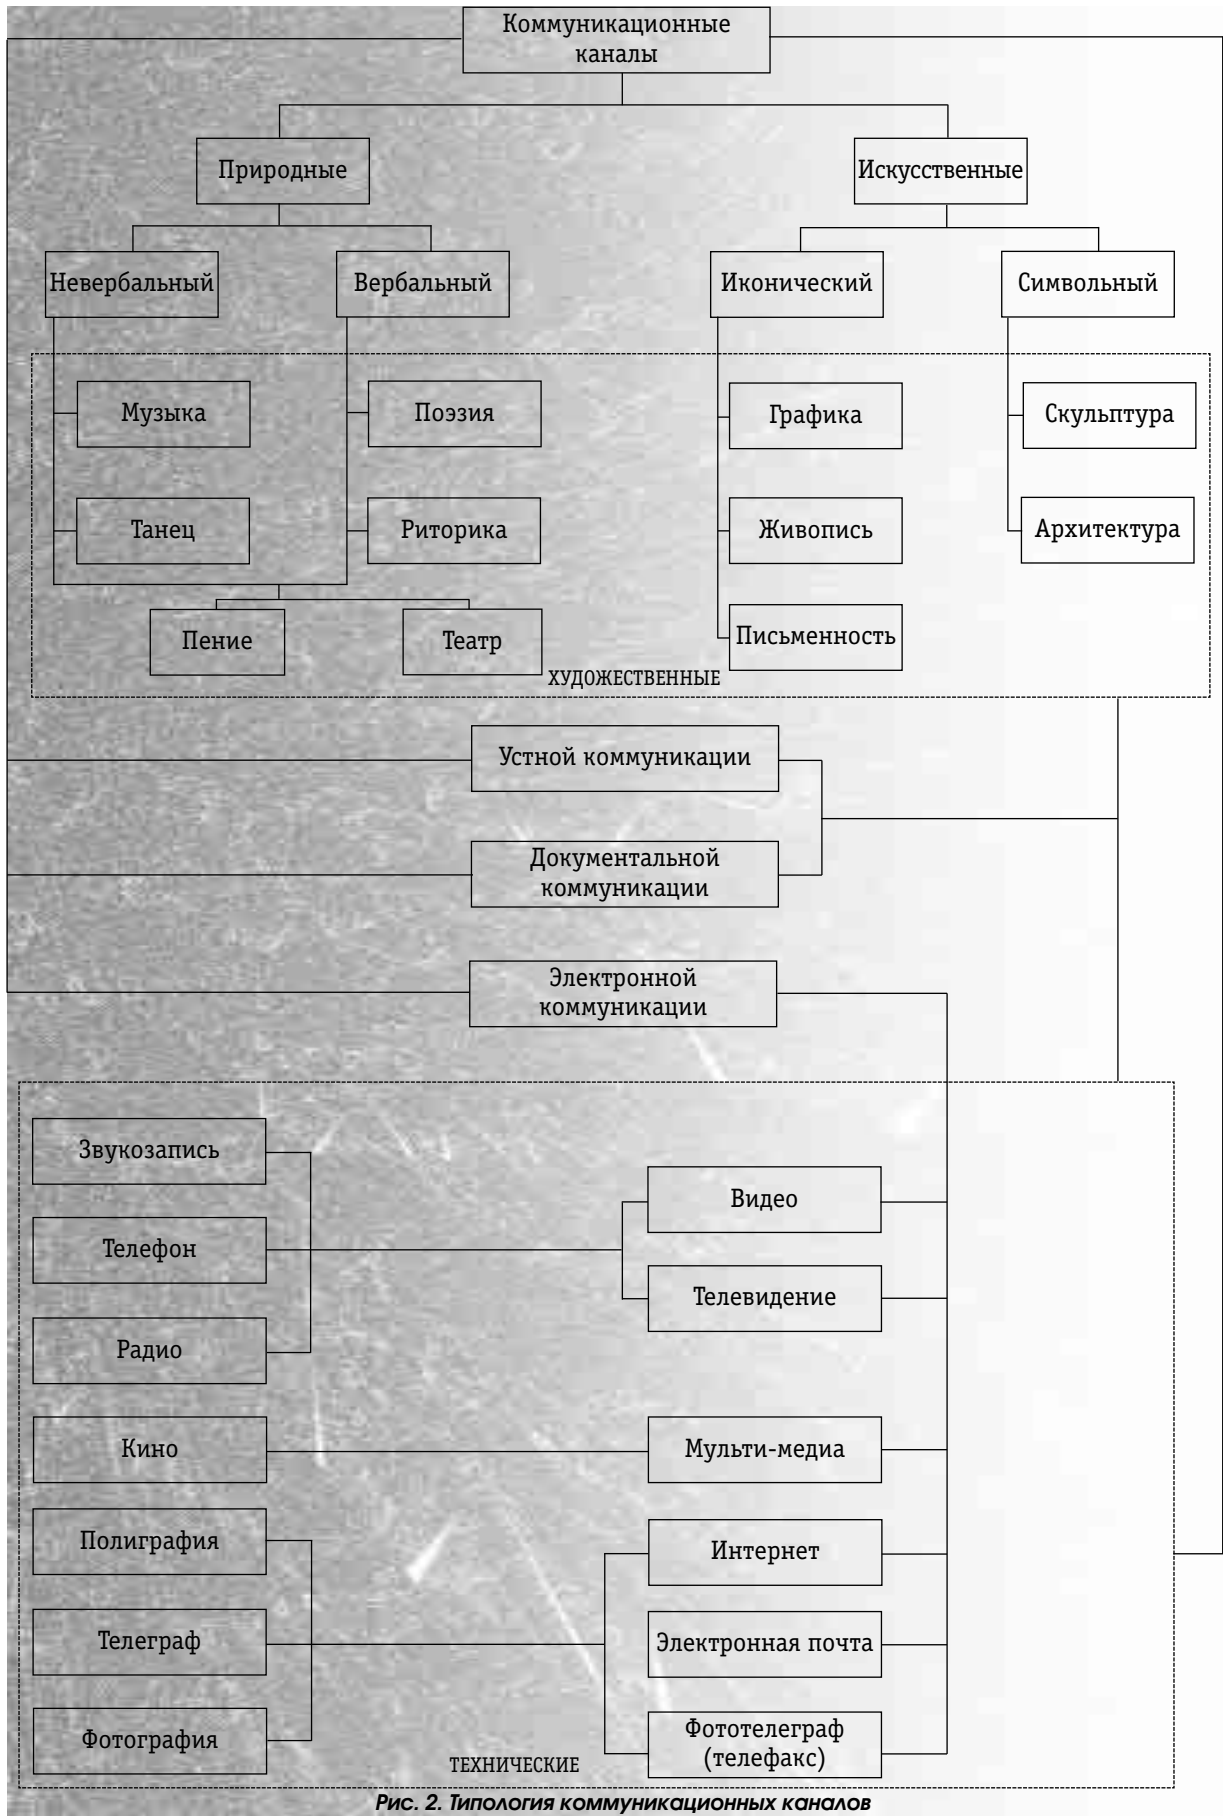 Коммуникационные
каналы
Природные
Искусственные
Невербальный
Вербальный
Иконический
Символьный
Музыка
Поэзия
Графика
Скульптура
Танец
Риторика
Живопись
Архитектура
Пение
Театр
Письменность
ХУДОЖЕСТВЕННЫЕ
Устной коммуникации
Документальной
коммуникации
Электронной
коммуникации
Звукозапись
Видео
Телефон
Телевидение
Радио
Кино
Мульти-медиа
Полиграфия
Интернет
Телеграф
Электронная почта
Фотография
Фототелеграф
(телефакс)
ТЕХНИЧЕСКИЕ
Рис. 2. Типология коммуникационных каналов